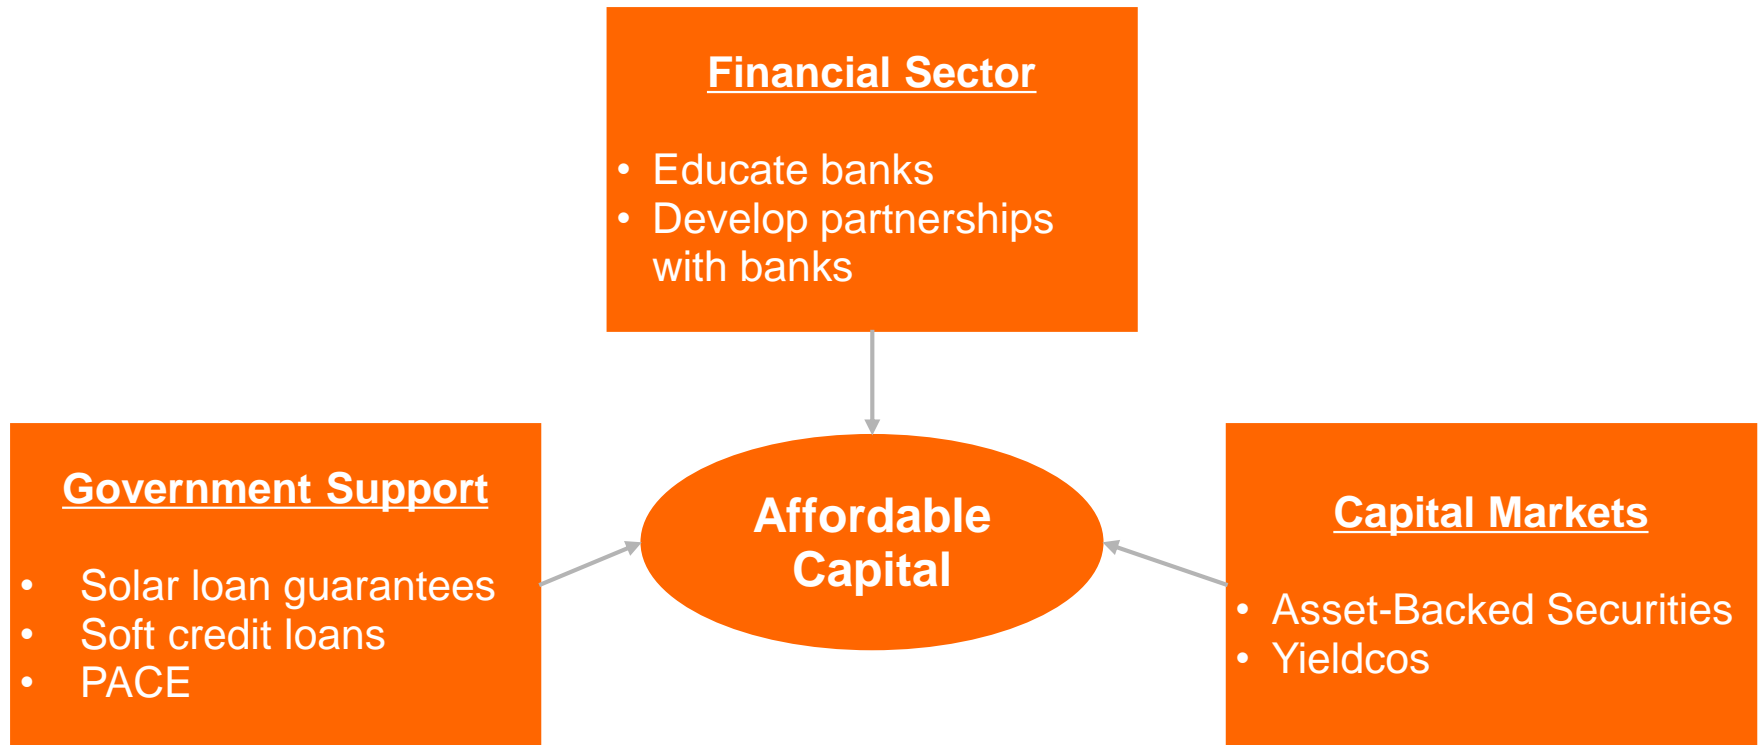 Financial Sector
• Educate banks
• Develop partnerships
with banks
Government Support
• Solar loan guarantees
• Soft credit loans
• PACE
Affordable
Capital
Capital Markets
• Asset-Backed Securities
• Yieldcos